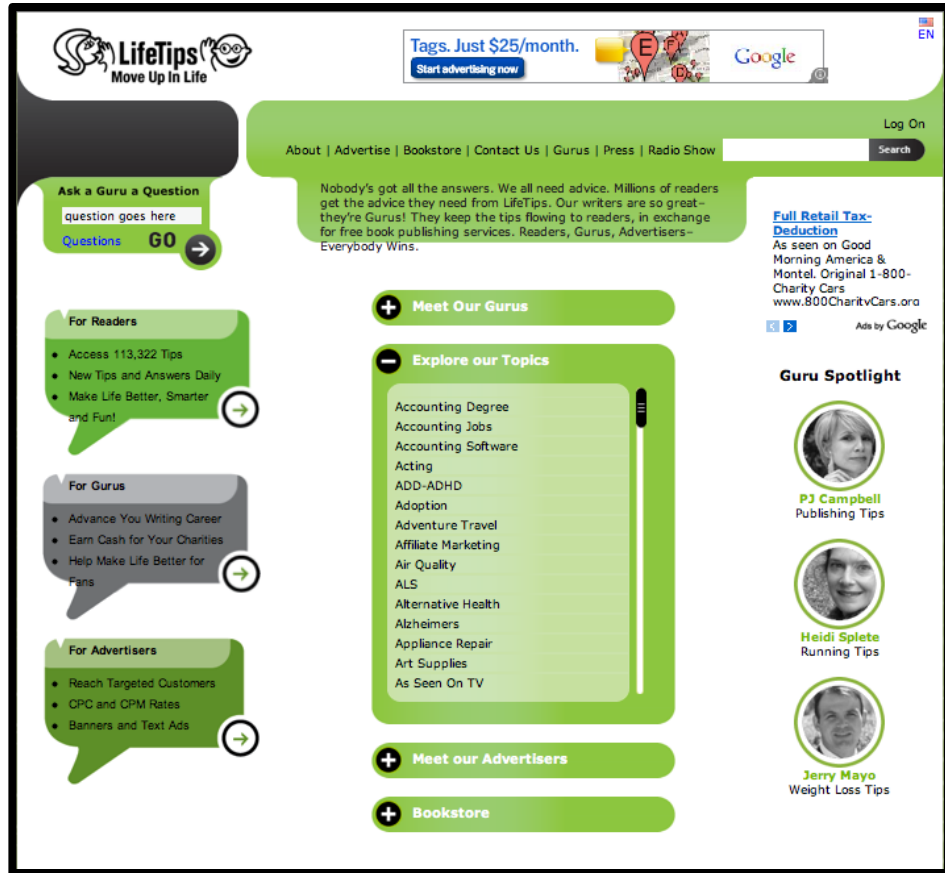 LifeTips
Move Up In Life
Tags. Just $25/month.
Start advertising now
Google
EN
Log On
About | Advertise | Bookstore | Contact Us | Gurus | Press | Radio Show
Search
Ask a Guru a Question
question goes here
Questions GO
Nobody's got all the answers. We all need advice. Millions of readers
get the advice they need from LifeTips. Our writers are so great–
they're Gurus! They keep the tips flowing to readers, in exchange
for free book publishing services. Readers, Gurus, Advertisers–
Everybody Wins.
Full Retail Tax-
Deduction
As seen on Good
Morning America &
Montel. Original 1-800-
Charity Cars
www.800CharityCars.org
Ads by Google
For Readers
Access 113,322 Tips
New Tips and Answers Daily
Make Life Better, Smarter
and Fun!
For Gurus
Advance You Writing Career
Earn Cash for Your Charities
Help Make Life Better for
Fans
For Advertisers
Reach Targeted Customers
CPC and CPM Rates
Banners and Text Ads
Meet Our Gurus
Explore our Topics
Accounting Degree
Accounting Jobs
Accounting Software
Acting
ADD-ADHD
Adoption
Adventure Travel
Affiliate Marketing
Air Quality
ALS
Alternative Health
Alzheimers
Appliance Repair
Art Supplies
As Seen On TV
Meet our Advertisers
Bookstore
Guru Spotlight
PJ Campbell
Publishing Tips
Heidi Splete
Running Tips
Jerry Mayo
Weight Loss Tips